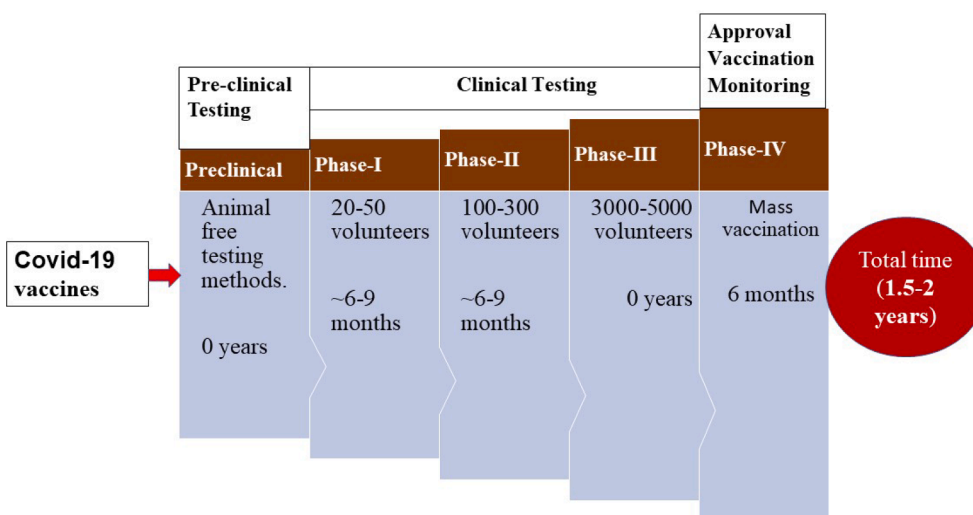 Covid-19
vaccines
Pre-clinical
Testing
Clinical Testing
Approval
Vaccination
Monitoring
Preclinical
Phase-I
Phase-II
Phase-III
Phase-IV
Animal
free
testing
methods.
0 years
20-50
volunteers
~6-9
months
100-300
volunteers
~6-9
months
3000-5000
volunteers
0 years
Mass
vaccination
6 months
Total time
(1.5-2
years)